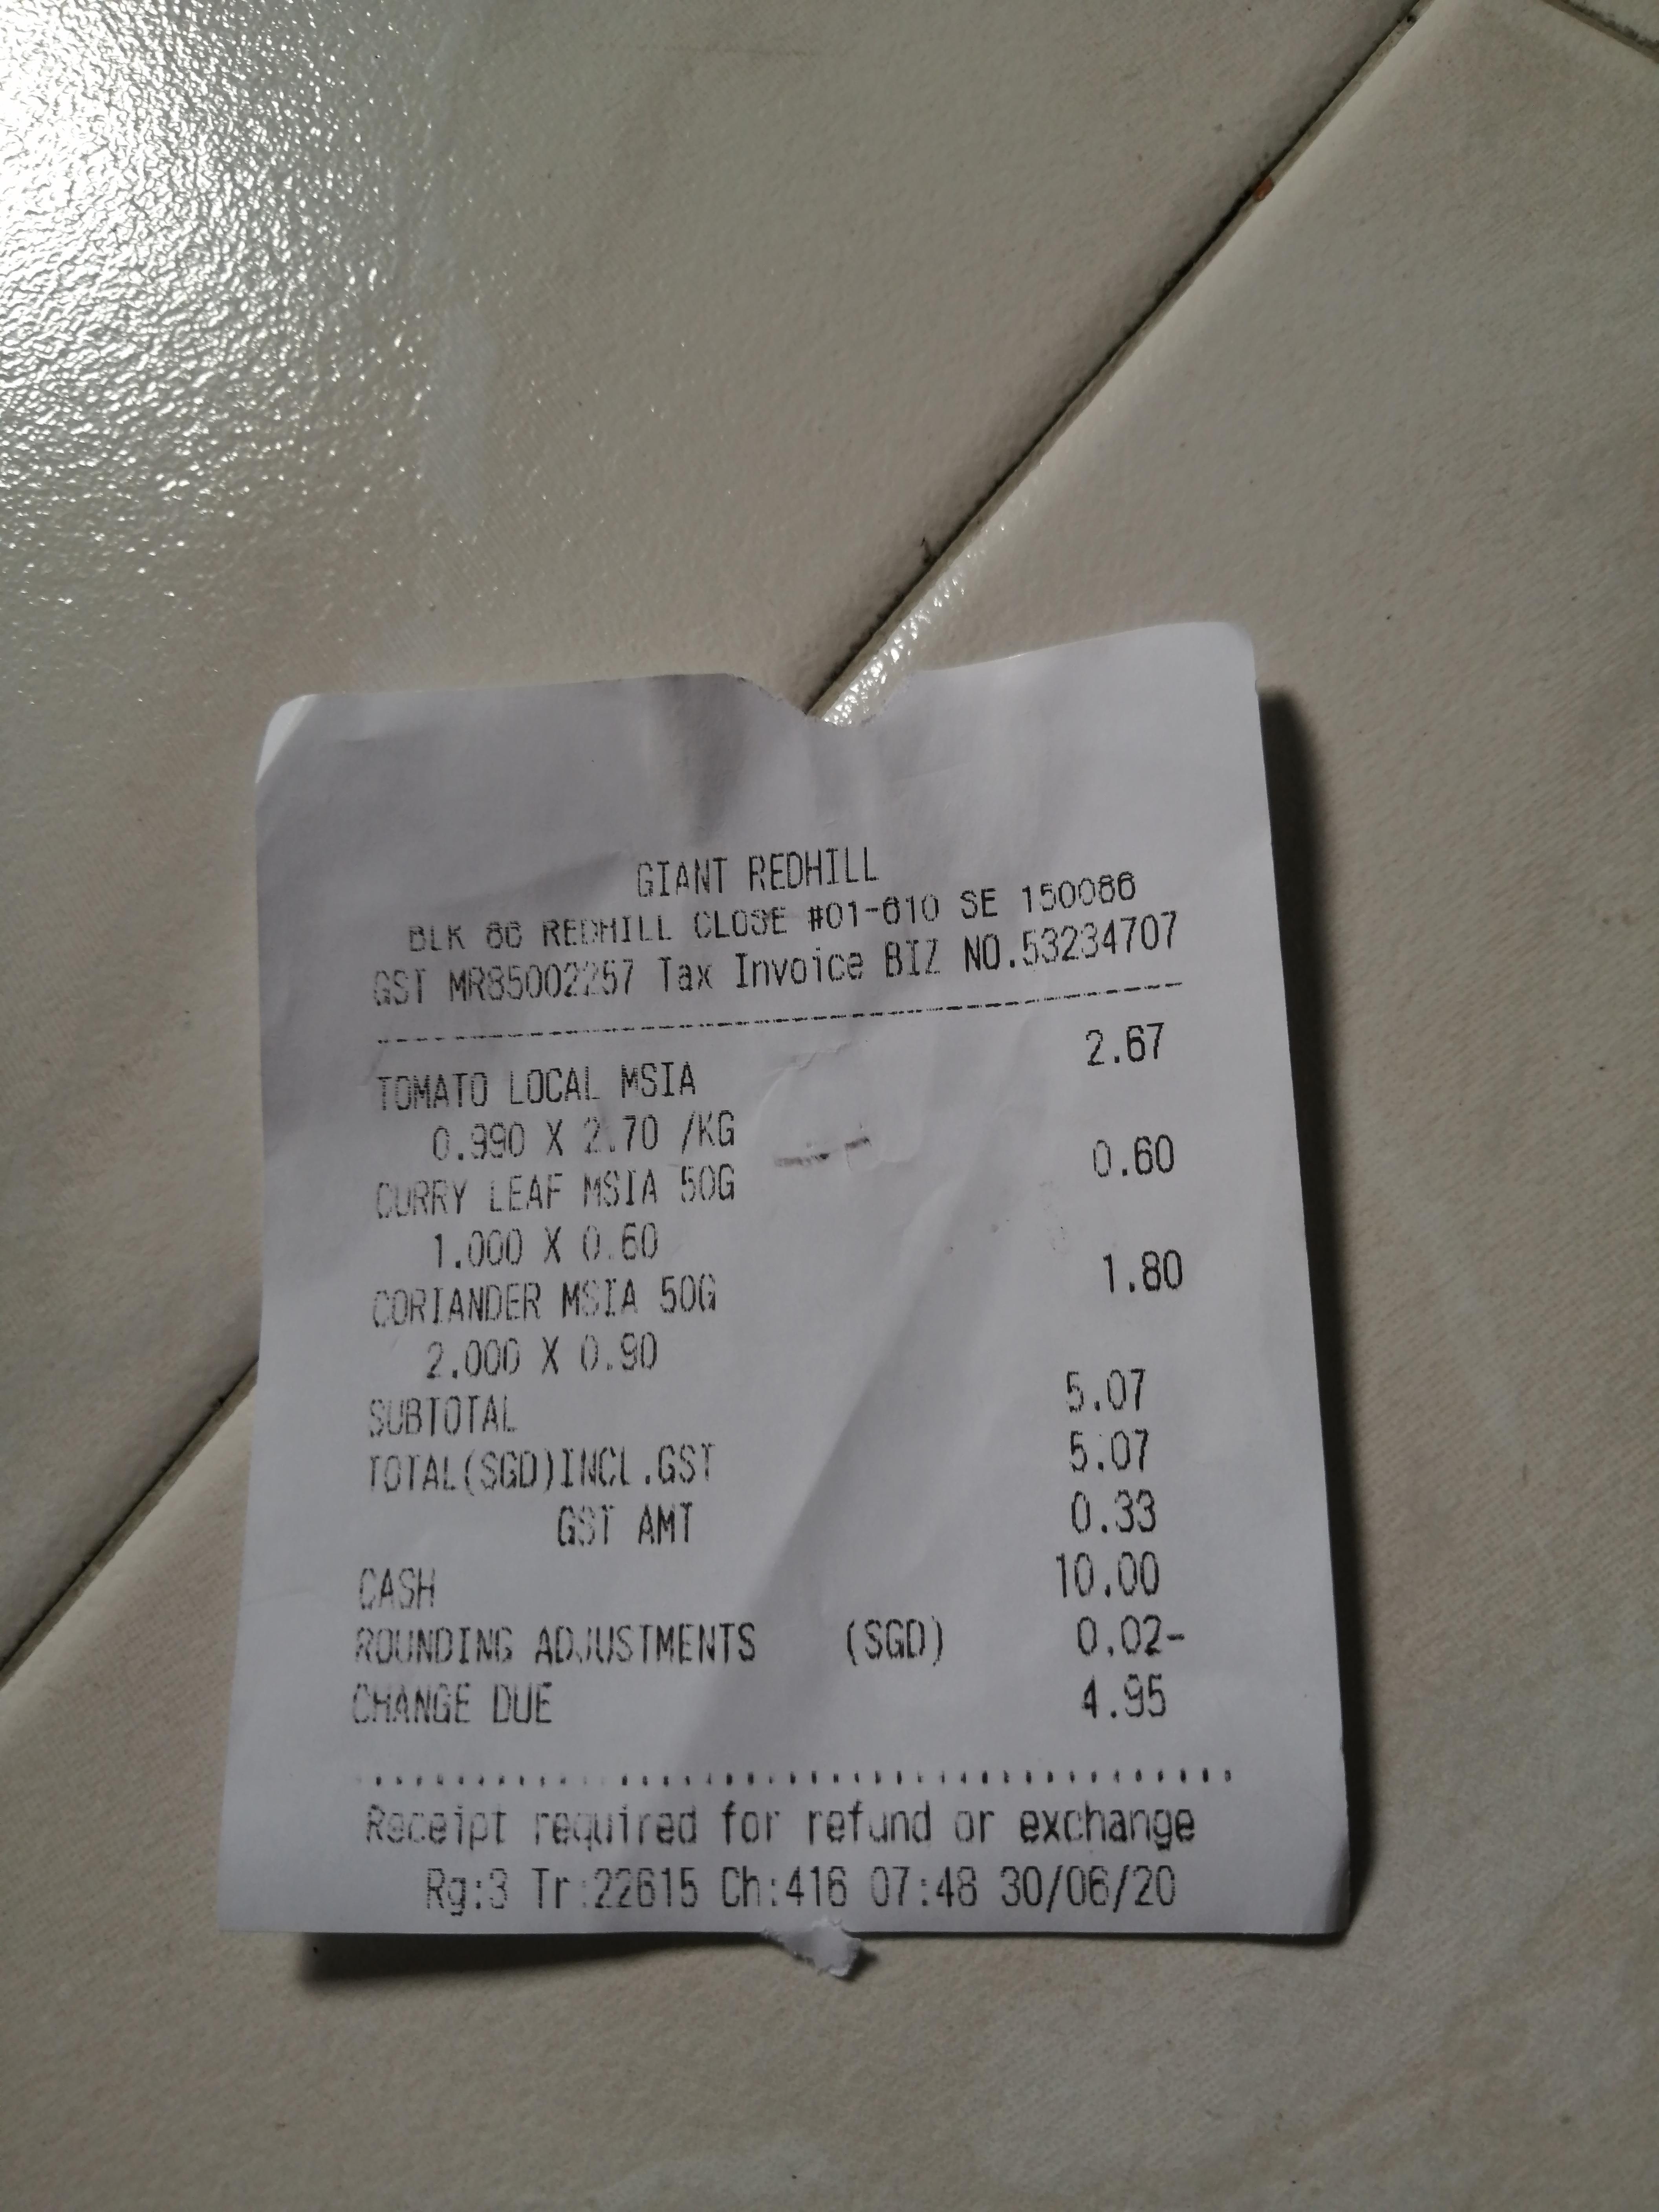 GIANT REDHILL
BLK 86 REDHILL CLOSE #01-610 SE 150086
GST MR85002257 Tax Invoice BIZ NO.53234707
TOMATO LOCAL MSIA 2.67
0.990 X 2.70 /KG
CURRY LEAF MSIA 50G 0.60
1.000 X 0.60
CORIANDER MSIA 50G 1.80
2.000 X 0.90
SUBTOTAL 5.07
TOTAL(SGD)INCL.GST 5.07
GST AMT 0.33
CASH 10.00
ROUNDING ADJUSTMENTS (SGD) 0.02-
CHANGE DUE 4.95
Receipt required for refund or exchange
Rg:3 Tr:22615 Ch:416 07:48 30/06/20